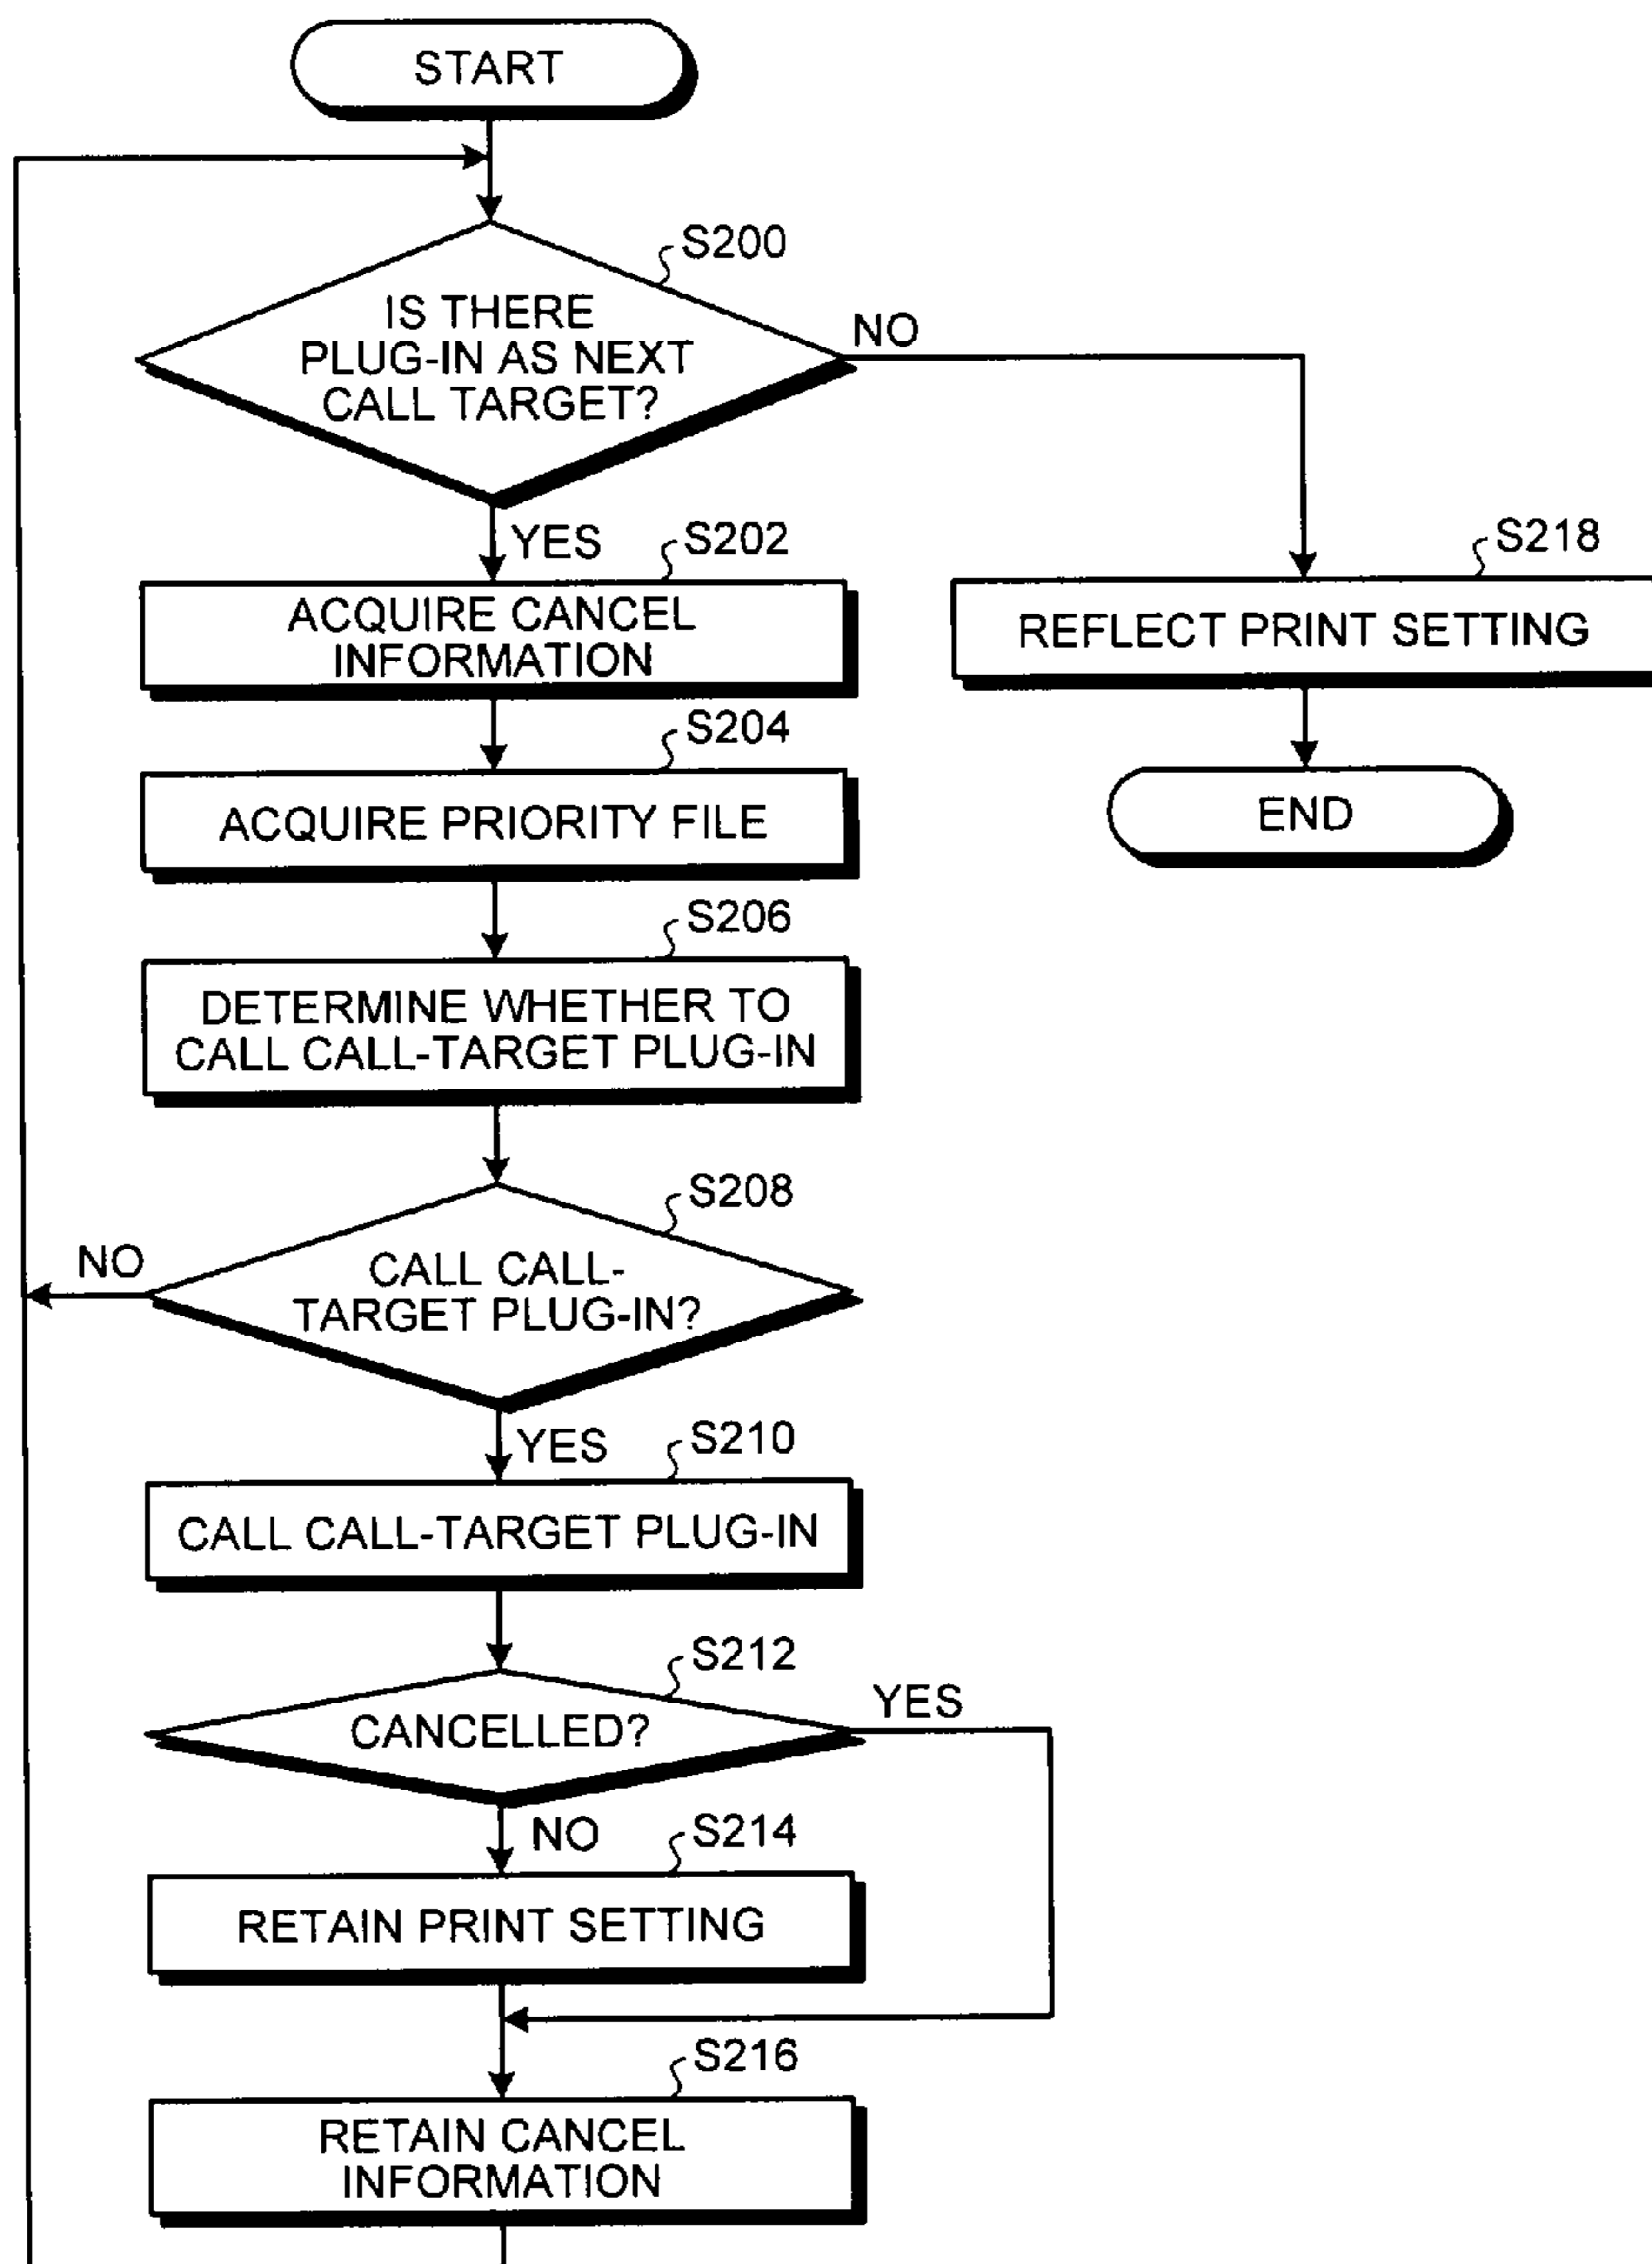 START
S200
IS THERE
PLUG-IN AS NEXT
CALL TARGET?
NO
YES
S202
ACQUIRE CANCEL
INFORMATION
S218
REFLECT PRINT SETTING
S204
ACQUIRE PRIORITY FILE
END
S206
DETERMINE WHETHER TO
CALL CALL-TARGET PLUG-IN
S208
NO
CALL CALL-
TARGET PLUG-IN?
YES
S210
CALL CALL-TARGET PLUG-IN
S212
YES
CANCELLED?
NO
S214
RETAIN PRINT SETTING
S216
RETAIN CANCEL
INFORMATION